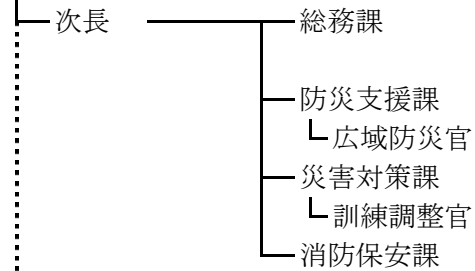 次長 総務課
防災支援課
広域防災官
災害対策課
訓練調整官
消防保安課